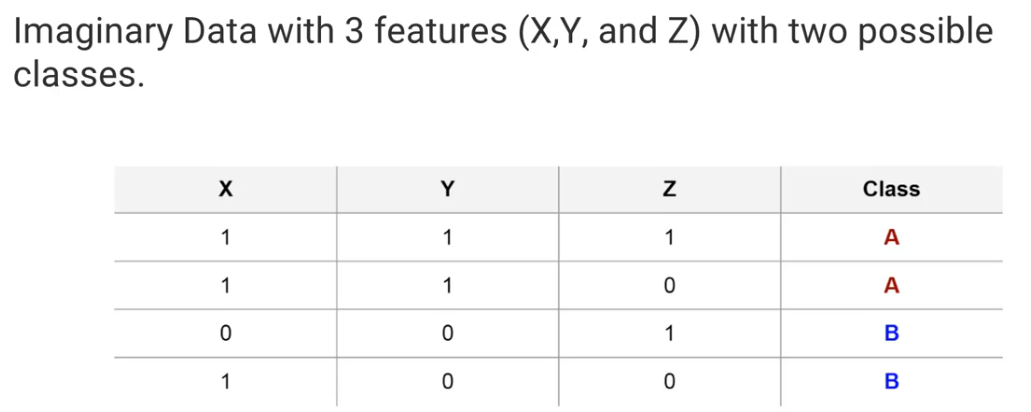 Imaginary Data with 3 features (X,Y, and Z) with two possible
classes.
X Y Z Class
1 1 1 A
1 1 0 A
0 0 1 B
1 0 0 B